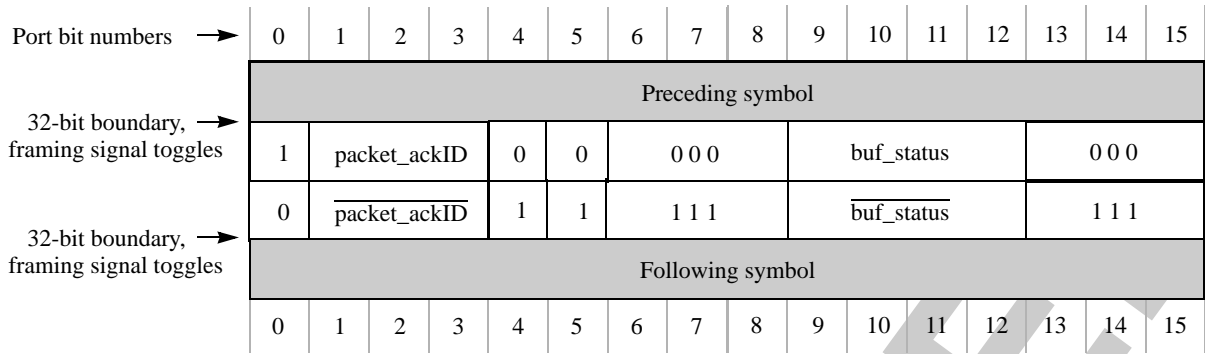 Port bit numbers 0 1 2 3 4 5 6 7 8 9 10 11 12 13 14 15
Preceding symbol
32-bit boundary,
framing signal toggles
1 packet_ackID 0 0 0 0 0 buf_status 0 0 0
0 packet_ackID 1 1 1 1 1 buf_status 1 1 1
32-bit boundary,
framing signal toggles
Following symbol
0 1 2 3 4 5 6 7 8 9 10 11 12 13 14 15